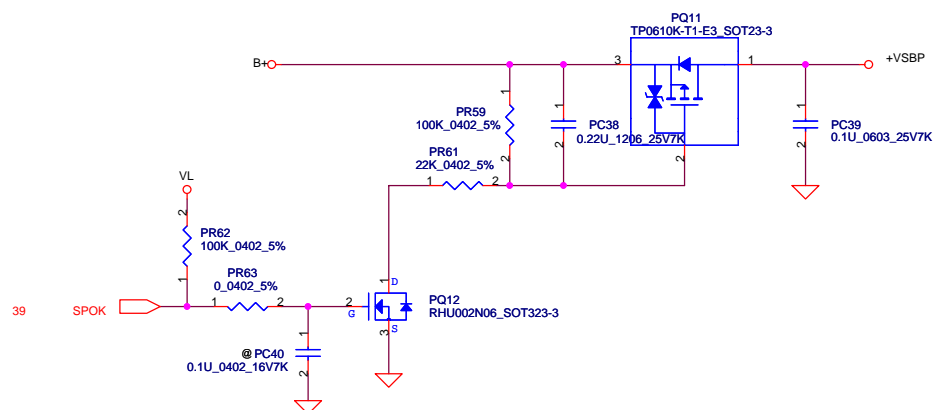 PQ11
TP0610K-T1-E3_SOT23-3
B+
3
1
+VSBP
1
PR59
100K_0402_5%
2
1
PC38
0.22U_1206_25V7K
2
2
1
PC39
0.1U_0603_25V7K
2
PR61
22K_0402_5%
1
2
VL
2
PR62
100K_0402_5%
1
PR63
0_0402_5%
39
SPOK
1
2
2
G
1
D
PQ12
RHU002N06_SOT323-3
3
S
1
@ PC40
0.1U_0402_16V7K
2